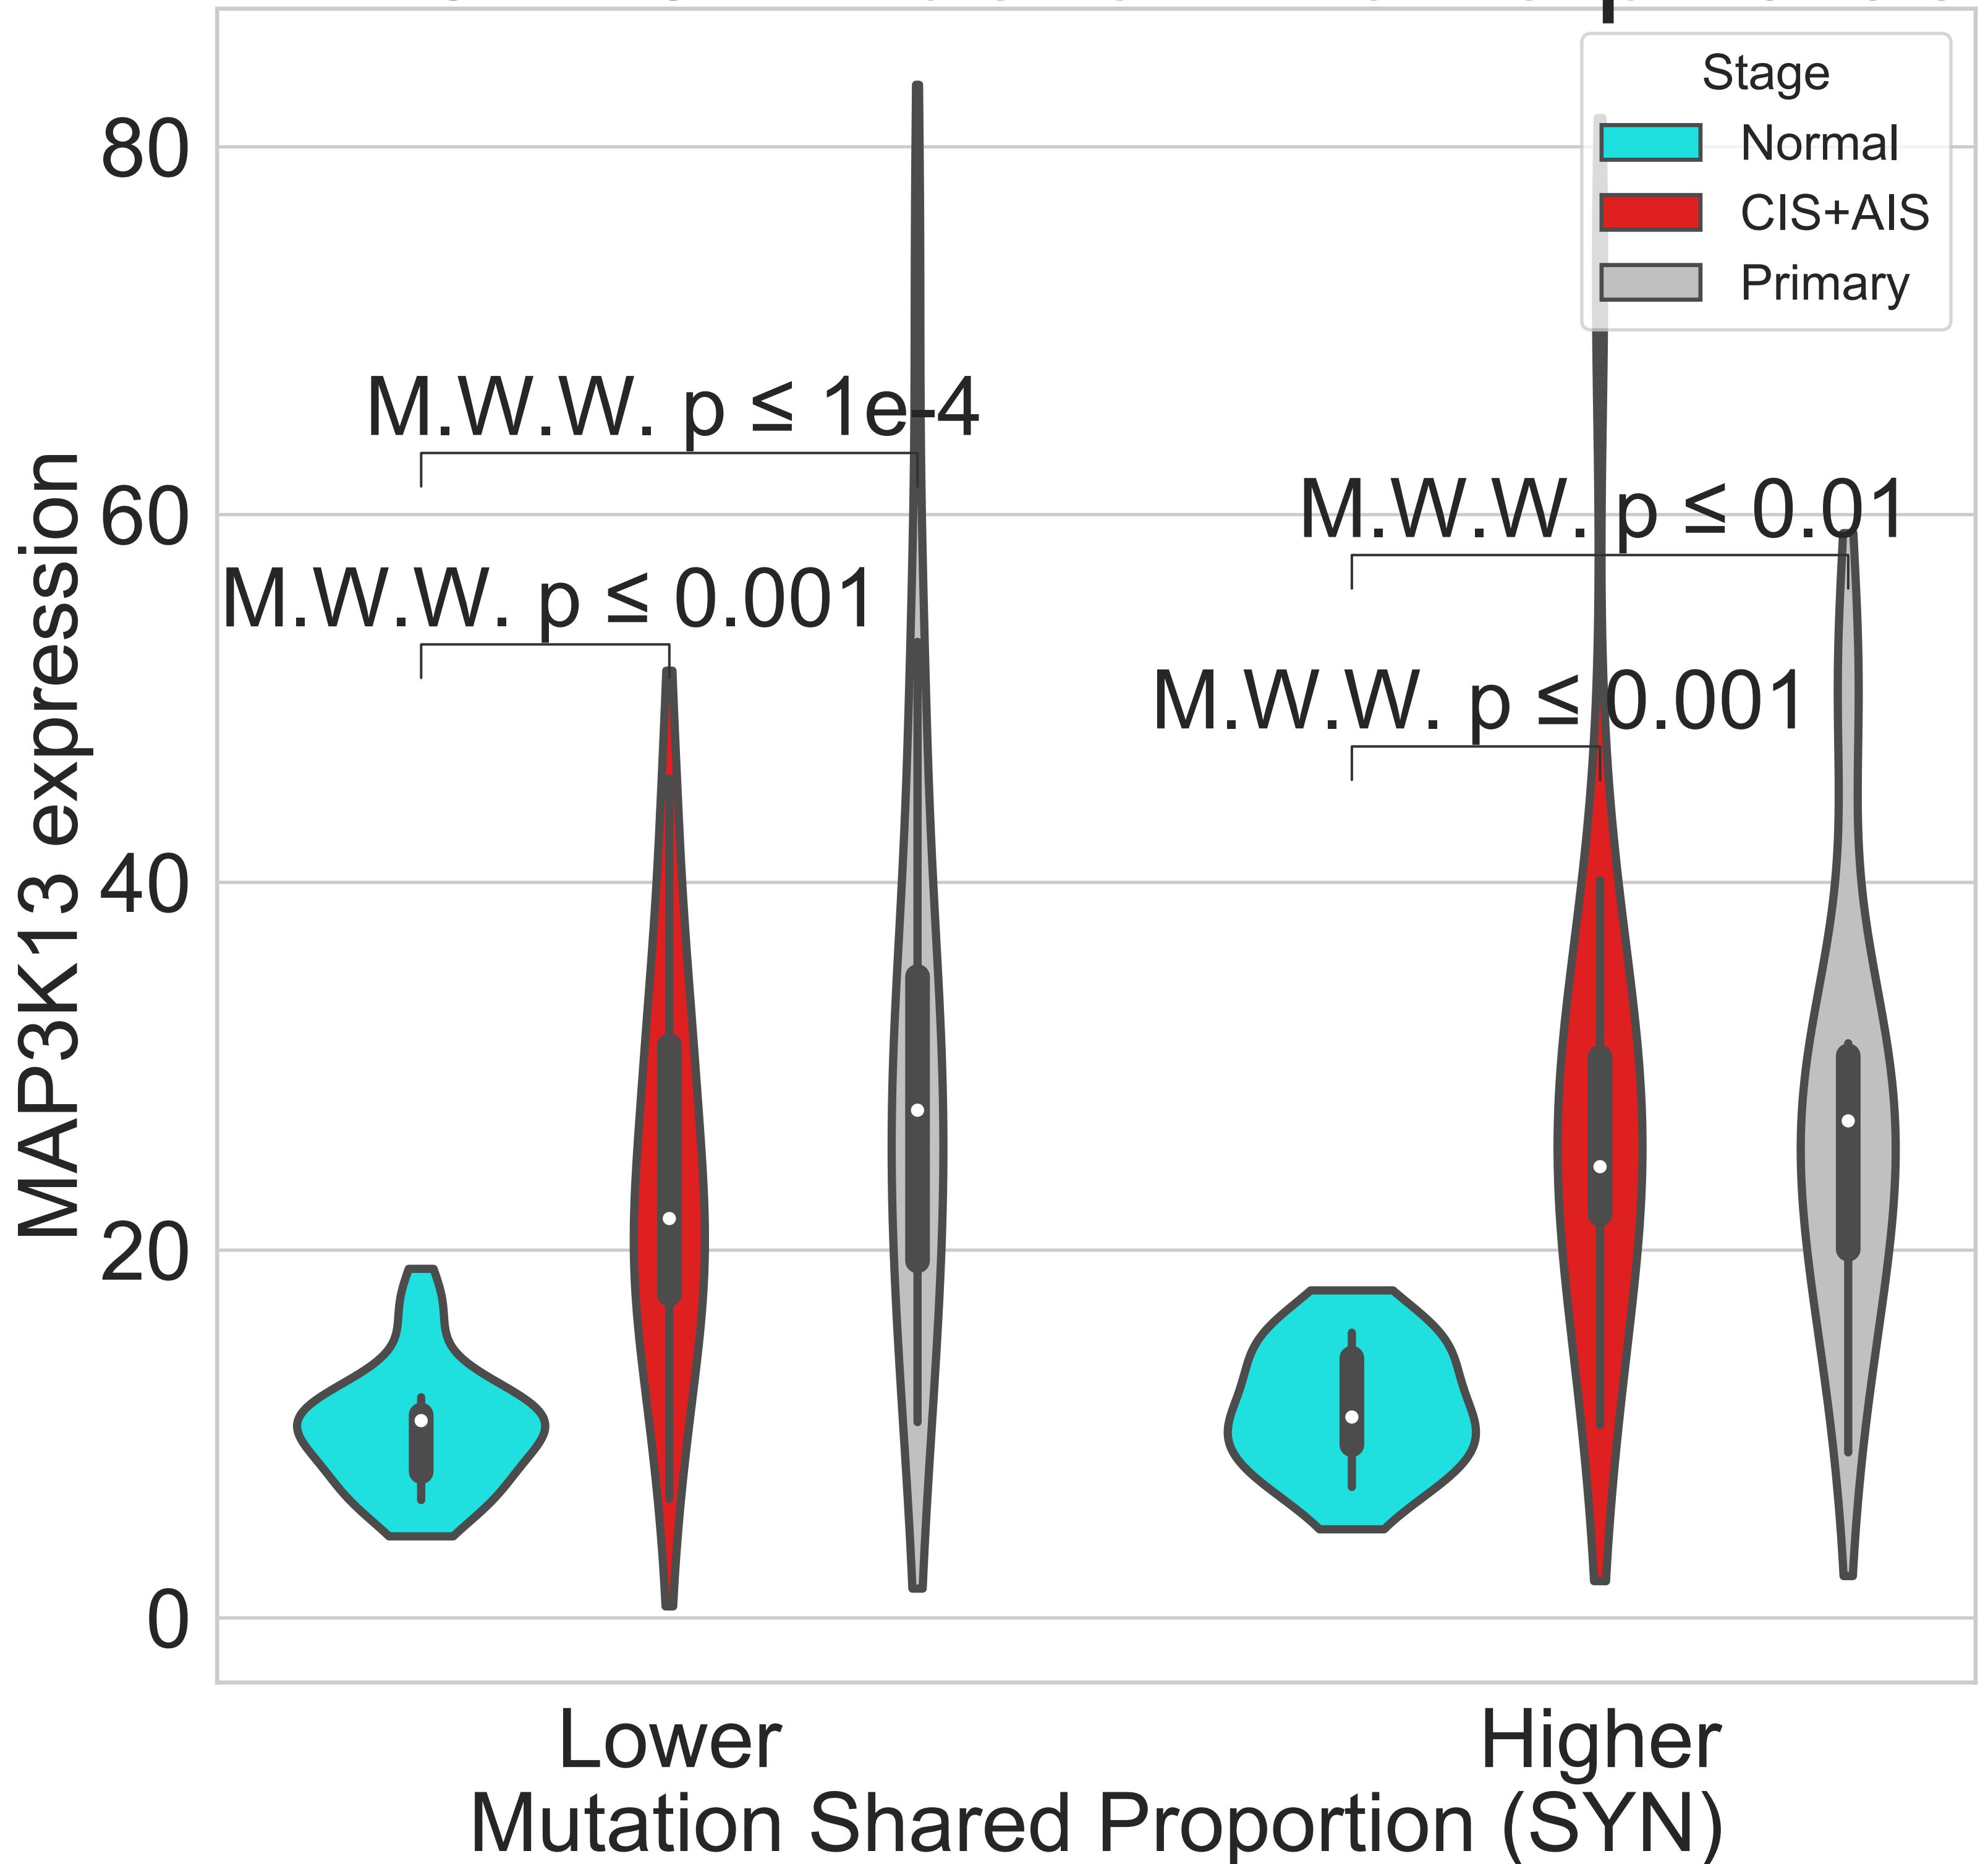 Stage
Normal
CIS+AIS
Primary
80
60
40
20
0
MAP3K13 expression
M.W.W. p ≤ 1e-4
M.W.W. p ≤ 0.001
M.W.W. p ≤ 0.01
M.W.W. p ≤ 0.001
Lower
Higher
Mutation Shared Proportion (SYN)